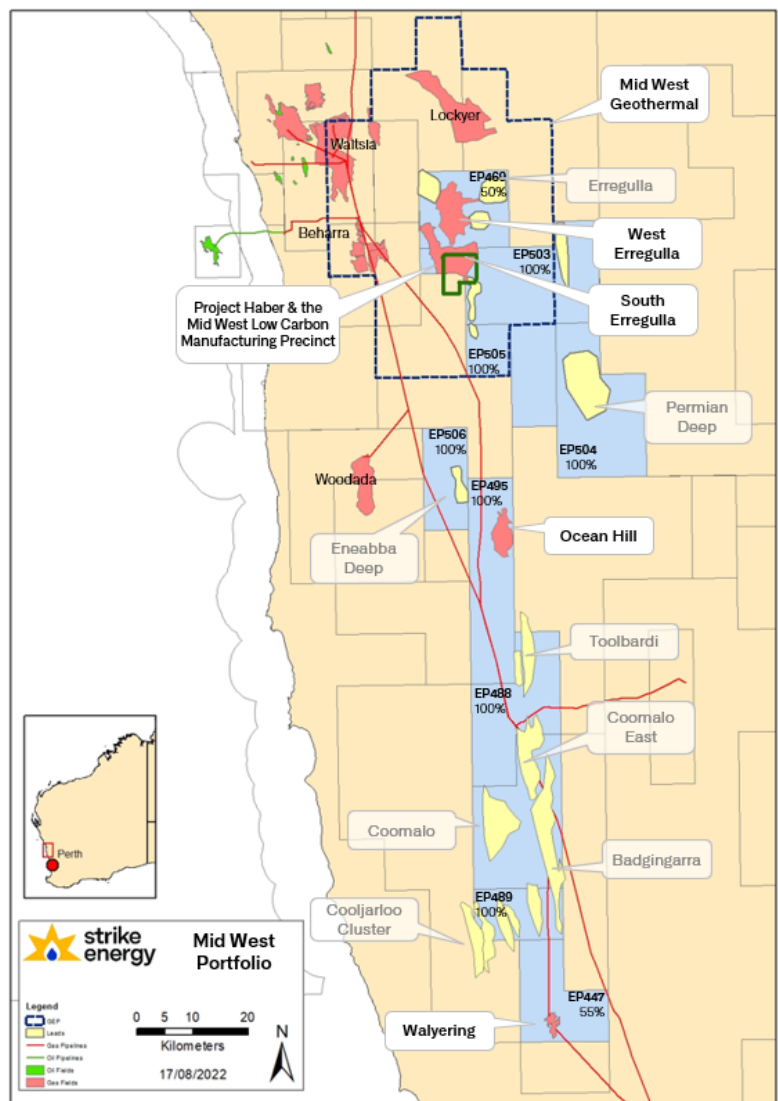 Mid West
Geothermal
Lockyer
Waitsia
EP469
50%
Erregulla
West
Erregulla
Beharra
EP503
100%
South
Erregulla
Project Haber & the
Mid West Low Carbon
Manufacturing Precinct
EP505
100%
Permian
Deep
EP504
100%
EP506
100%
Woodada
EP495
100%
Ocean Hill
Eneabba
Deep
Toolbardi
EP488
100%
Coomalo
East
Coomalo
Badgingarra
Perth
EP489
100%
Cooljarloo
Cluster
strike
energy
Mid West
Portfolio
EP447
55%
Walyering
Legend
GEP
Leads
Gas Pipelines
Oil Pipelines
Oil Fields
Gas Fields
0 5 10 20
Kilometers
17/08/2022
N